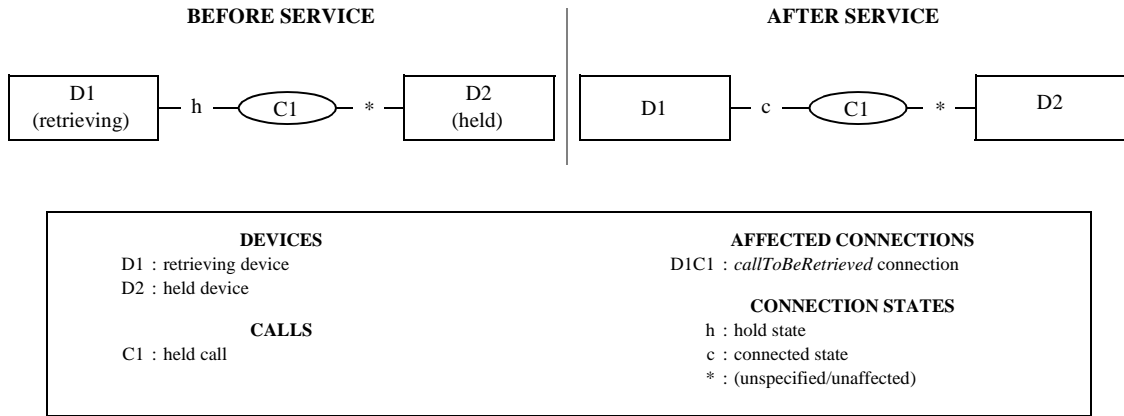 BEFORE SERVICE
AFTER SERVICE
D1
(retrieving)
h
C1
*
D2
(held)
D1
c
C1
*
D2
DEVICES
D1 : retrieving device
D2 : held device
CALLS
C1 : held call
AFFECTED CONNECTIONS
D1C1 : callToBeRetrieved connection
CONNECTION STATES
h : hold state
c : connected state
* : (unspecified/unaffected)